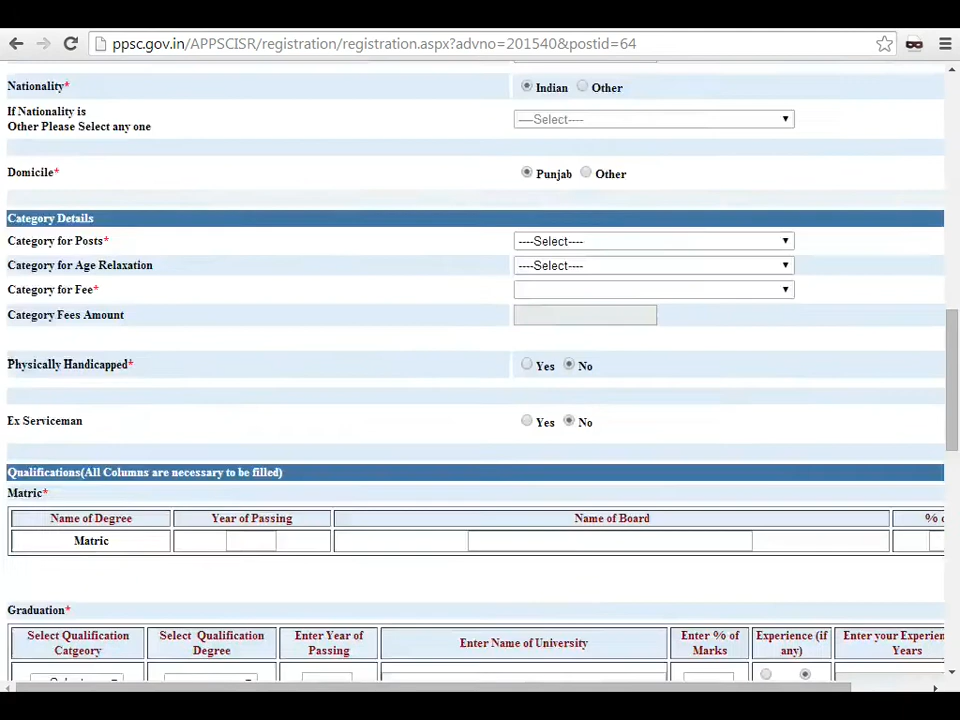 ppsc.gov.in/APPSCISR/registration/registration.aspx?advno=201540&postid=64
Nationality* Indian Other
If Nationality is
Other Please Select any one ----Select----
Domicile* Punjab Other
Category Details
Category for Posts* ----Select----
Category for Age Relaxation ----Select----
Category for Fee*
Category Fees Amount
Physically Handicapped* Yes No
Ex Serviceman Yes No
Qualifications(All Columns are necessary to be filled)
Matric*
Name of Degree Year of Passing Name of Board % o
Matric
Graduation*
Select Qualification Catgeory Select Qualification Degree Enter Year of Passing Enter Name of University Enter % of Marks Experience (if any) Enter your Experien Years